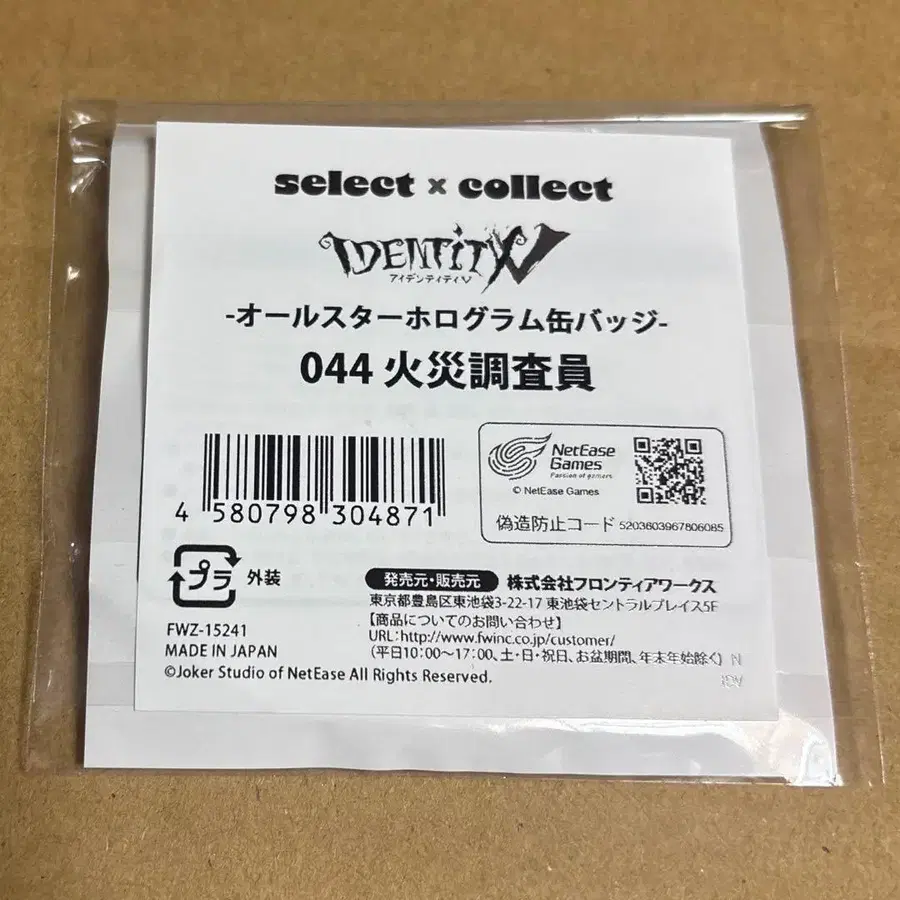 select × collect
IDENTITY V
アイデンティティV
-オールスターホログラム缶バッジ-
044 火災調査員
4 580798 304871
NetEase Games
Passion of gamers
© NetEase Games
偽造防止コード 5203603967806085
プラ 外装
発売元・販売元 株式会社フロンティアワークス
東京都豊島区東池袋3-22-17 東池袋セントラルプレイス5F
【商品についてのお問い合わせ】
URL:http://www.fwinc.co.jp/customer/
(平日10:00~17:00、土・日・祝日、お盆期間、年末年始除く)
FWZ-15241
MADE IN JAPAN
©Joker Studio of NetEase All Rights Reserved.